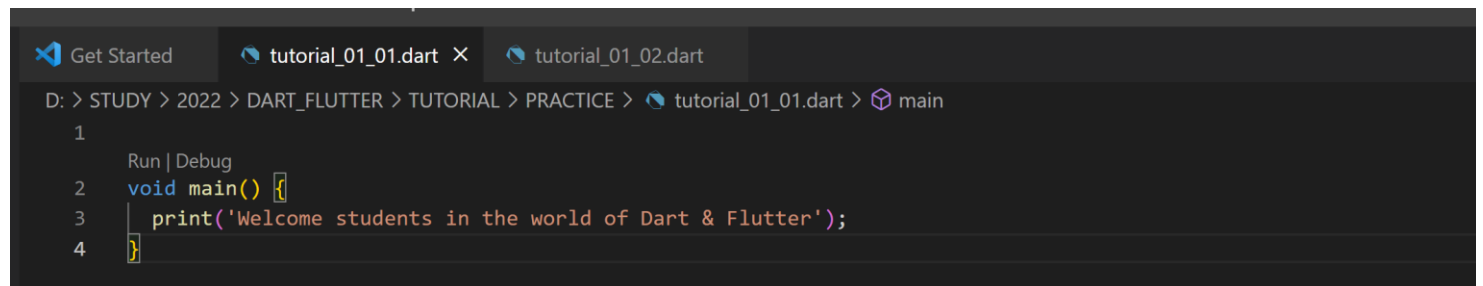 Get Started tutorial_01_01.dart × tutorial_01_02.dart
D: > STUDY > 2022 > DART_FLUTTER > TUTORIAL > PRACTICE > tutorial_01_01.dart > main
1
Run | Debug
2 void main() {
3 print('Welcome students in the world of Dart & Flutter');
4 }